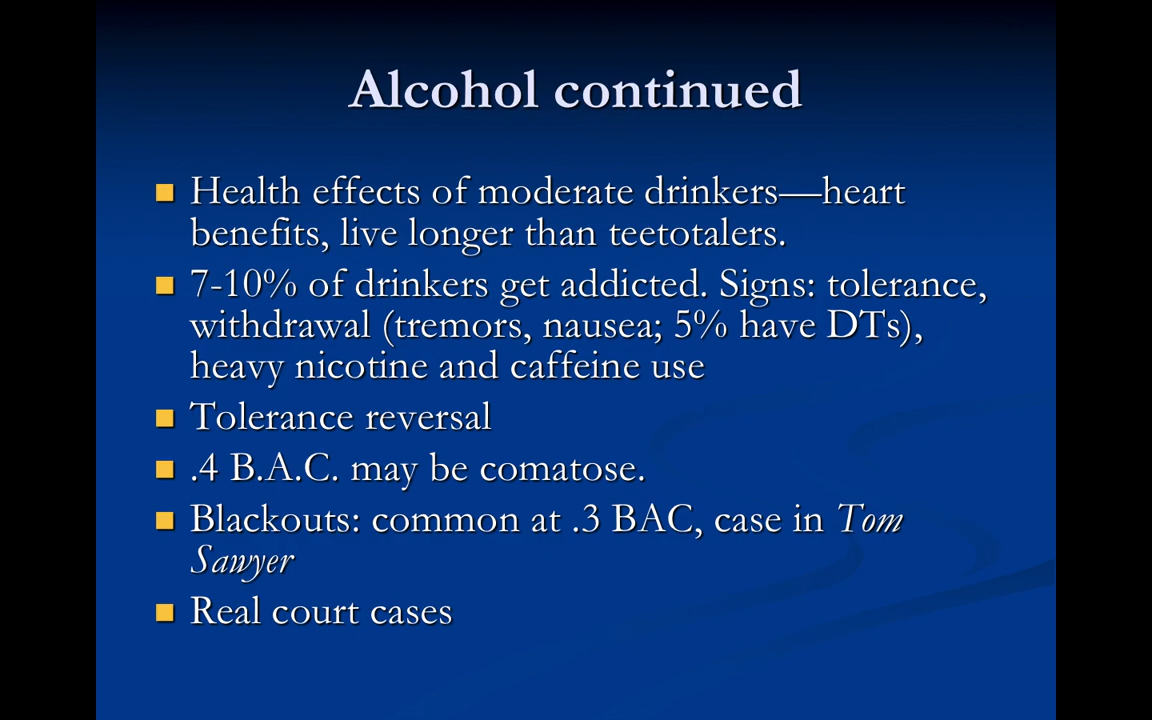 Alcohol continued
Health effects of moderate drinkers—heart
benefits, live longer than teetotalers.
7-10% of drinkers get addicted. Signs: tolerance,
withdrawal (tremors, nausea; 5% have DTs),
heavy nicotine and caffeine use
Tolerance reversal
.4 B.A.C. may be comatose.
Blackouts: common at .3 BAC, case in Tom
Sawyer
Real court cases